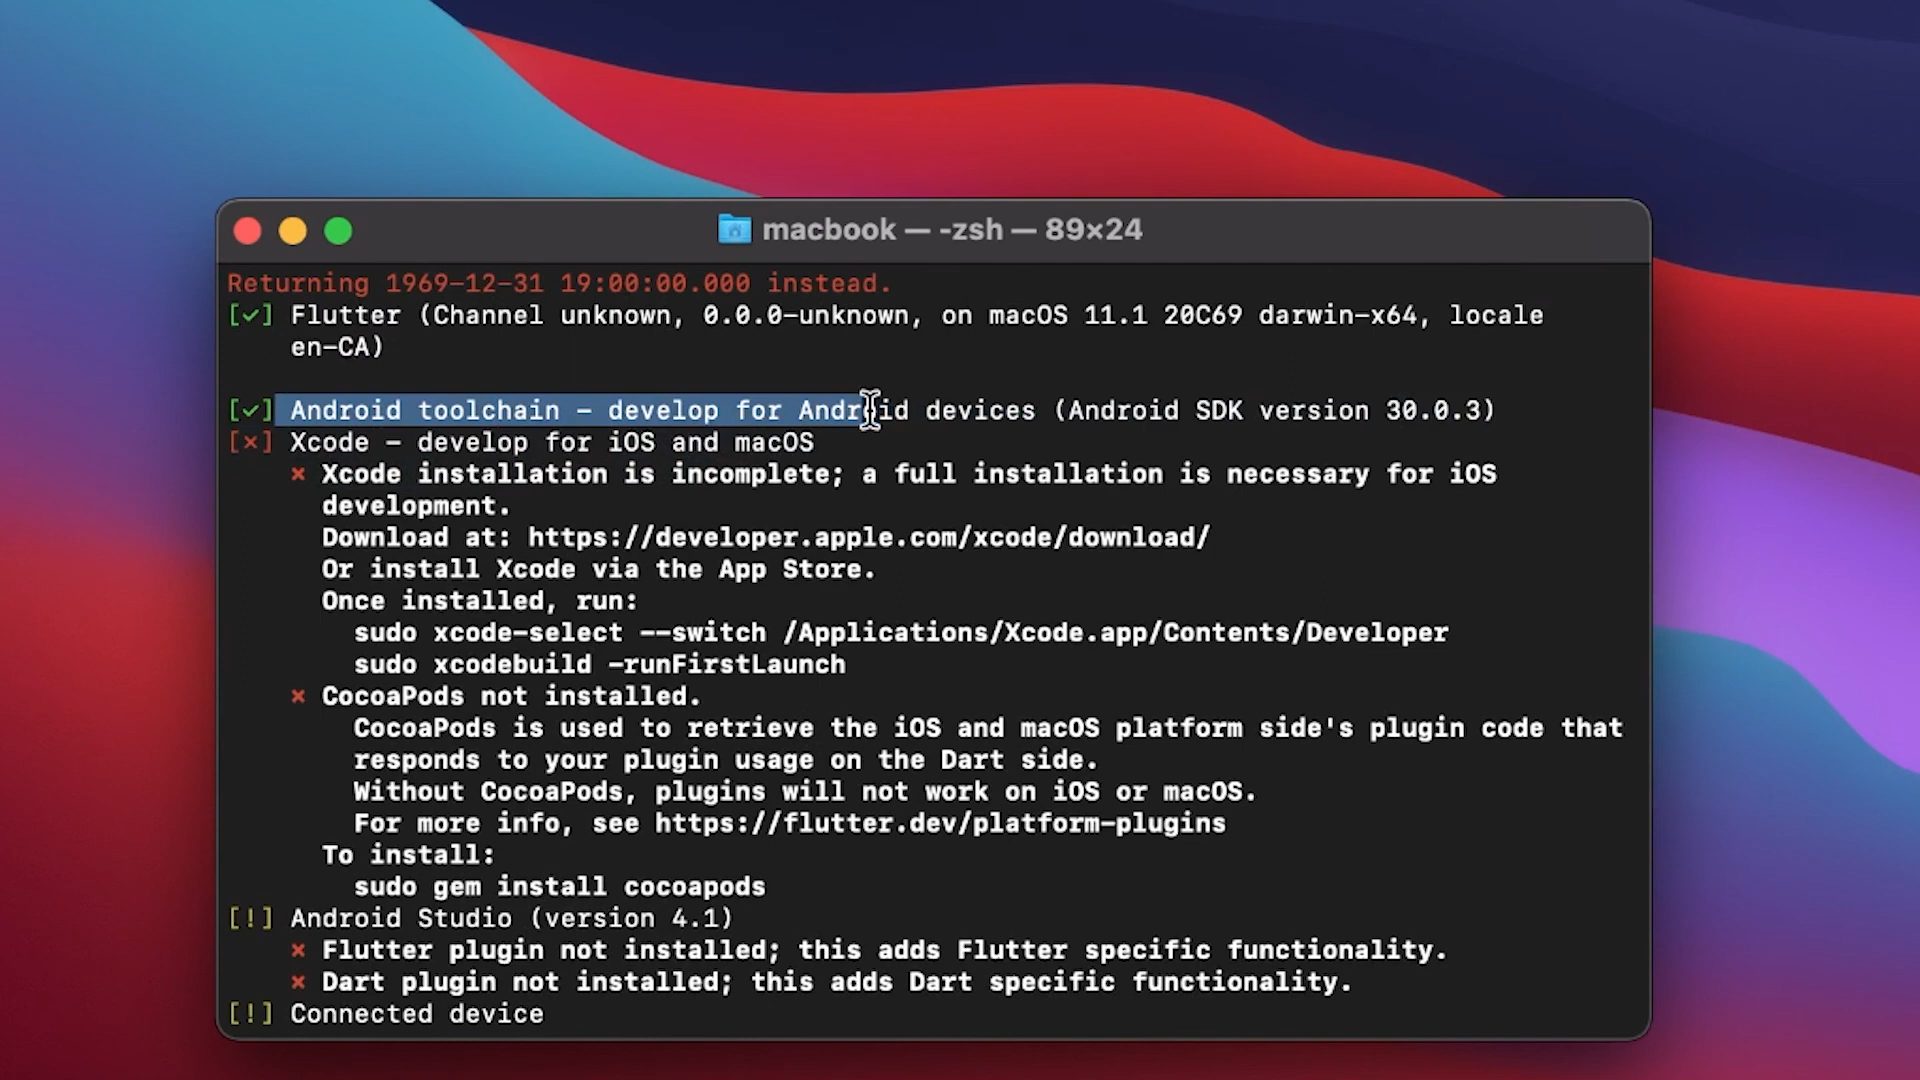 macbook — -zsh — 89×24
Returning 1969-12-31 19:00:00.000 instead.
[✓] Flutter (Channel unknown, 0.0.0-unknown, on macOS 11.1 20C69 darwin-x64, locale
en-CA)
[✓] Android toolchain - develop for Android devices (Android SDK version 30.0.3)
[✗] Xcode - develop for iOS and macOS
✗ Xcode installation is incomplete; a full installation is necessary for iOS
development.
Download at: https://developer.apple.com/xcode/download/
Or install Xcode via the App Store.
Once installed, run:
sudo xcode-select --switch /Applications/Xcode.app/Contents/Developer
sudo xcodebuild -runFirstLaunch
✗ CocoaPods not installed.
CocoaPods is used to retrieve the iOS and macOS platform side's plugin code that
responds to your plugin usage on the Dart side.
Without CocoaPods, plugins will not work on iOS or macOS.
For more info, see https://flutter.dev/platform-plugins
To install:
sudo gem install cocoapods
[!] Android Studio (version 4.1)
✗ Flutter plugin not installed; this adds Flutter specific functionality.
✗ Dart plugin not installed; this adds Dart specific functionality.
[!] Connected device